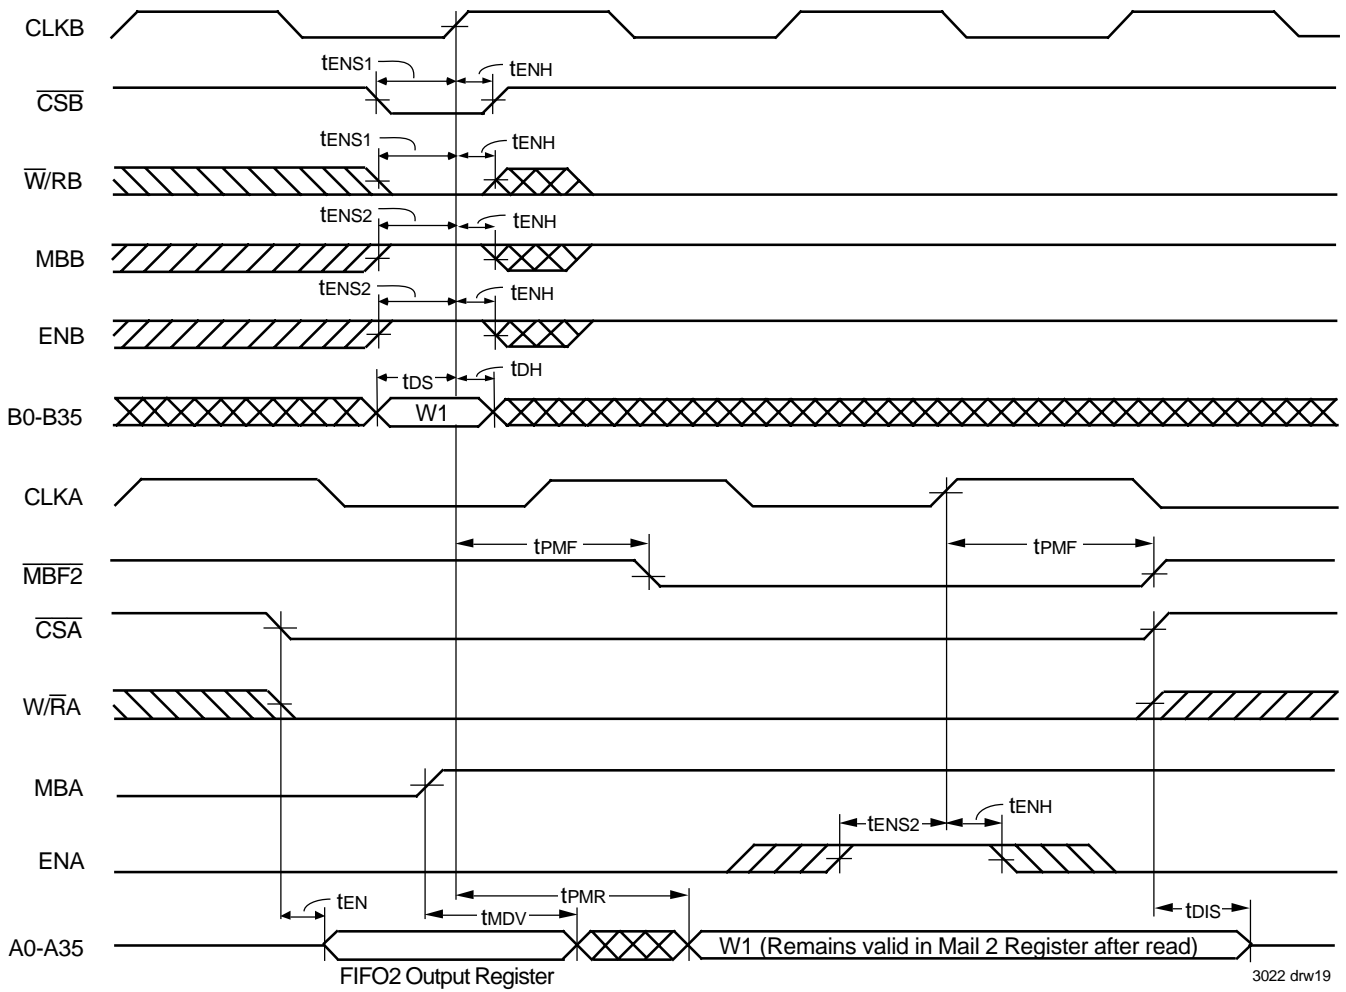 CLKB
tENS1
tENH
CSB
tENS1
tENH
W/RB
tENS2
tENH
MBB
tENS2
tENH
ENB
tDS
tDH
B0-B35
W1
CLKA
tPMF
tPMF
MBF2
CSA
W/RA
MBA
tENS2
tENH
ENA
tEN
tMDV
tPMR
tDIS
A0-A35
W1 (Remains valid in Mail 2 Register after read)
FIFO2 Output Register
3022 drw19